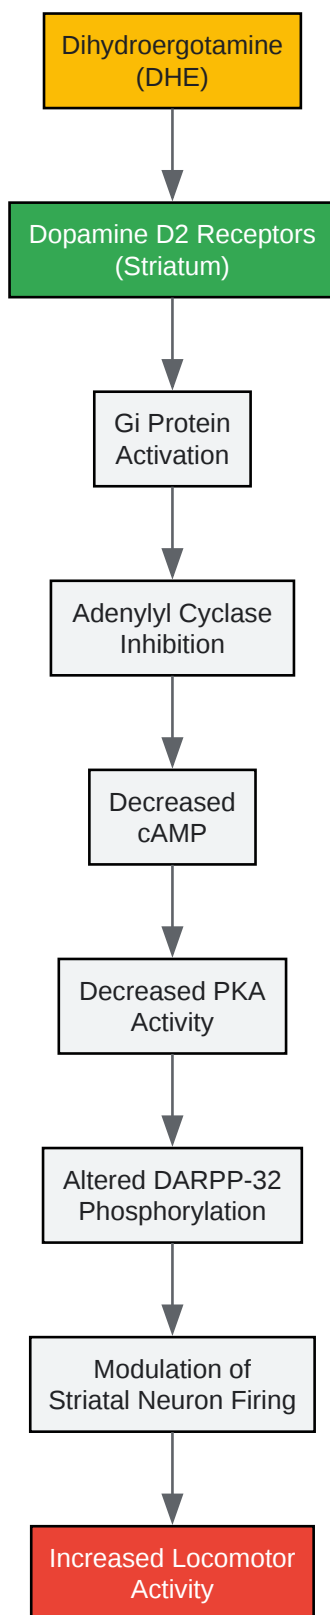 Dihydroergotamine
(DHE)
Dopamine D2 Receptors
(Striatum)
Gi Protein
Activation
Adenylyl Cyclase
Inhibition
Decreased
cAMP
Decreased PKA
Activity
Altered DARPP-32
Phosphorylation
Modulation of
Striatal Neuron Firing
Increased Locomotor
Activity